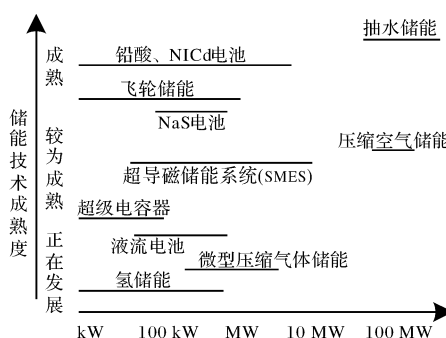 抽水储能
铅酸、NICd电池
飞轮储能
NaS电池
压缩空气储能
超导磁储能系统(SMES)
超级电容器
液流电池
微型压缩气体储能
氢储能
储能技术成熟度
成熟
较为成熟
正在发展
kW 100 kW MW 10 MW 100 MW